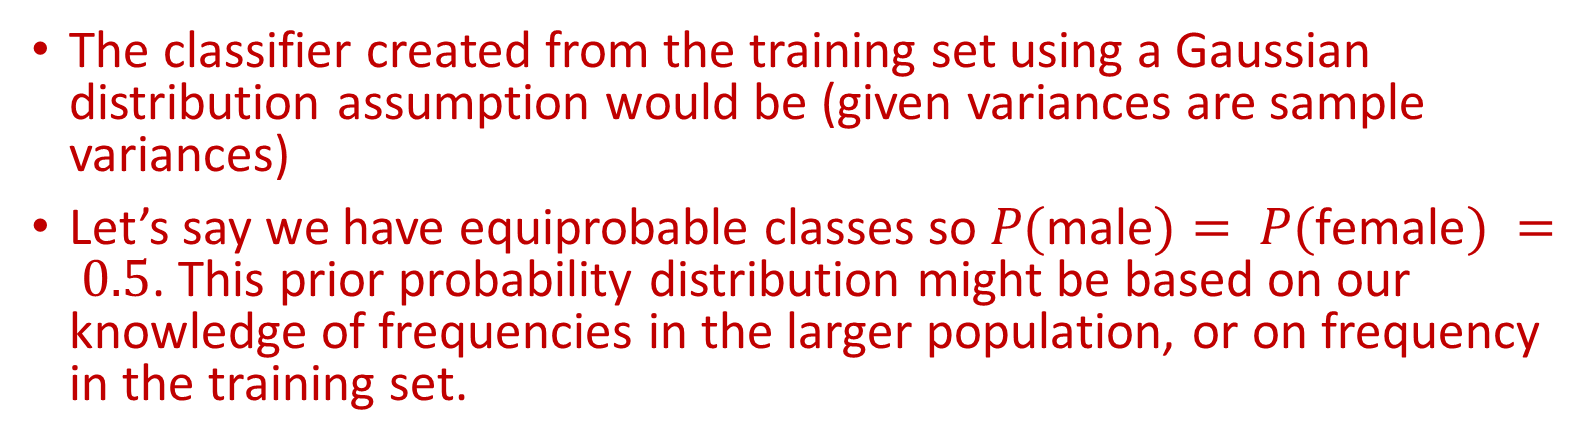 • The classifier created from the training set using a Gaussian
distribution assumption would be (given variances are sample
variances)
• Let’s say we have equiprobable classes so P(male) = P(female) =
0.5. This prior probability distribution might be based on our
knowledge of frequencies in the larger population, or on frequency
in the training set.